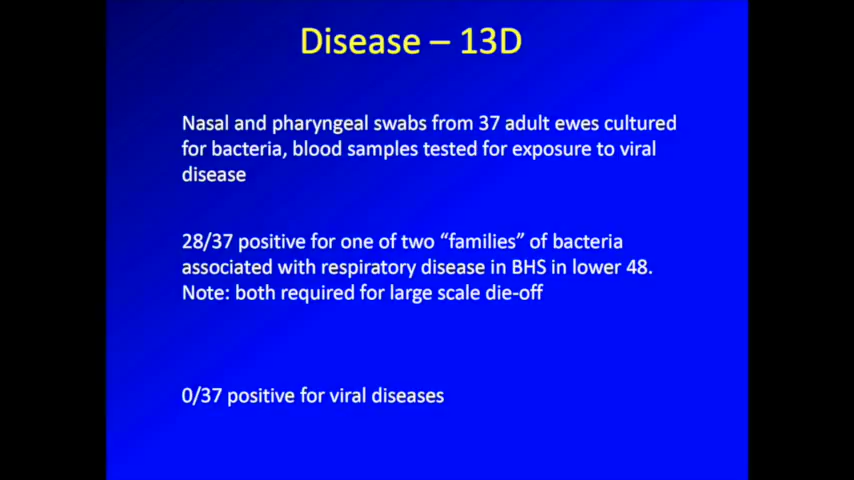 Disease – 13D
Nasal and pharyngeal swabs from 37 adult ewes cultured
for bacteria, blood samples tested for exposure to viral
disease
28/37 positive for one of two “families” of bacteria
associated with respiratory disease in BHS in lower 48.
Note: both required for large scale die-off
0/37 positive for viral diseases